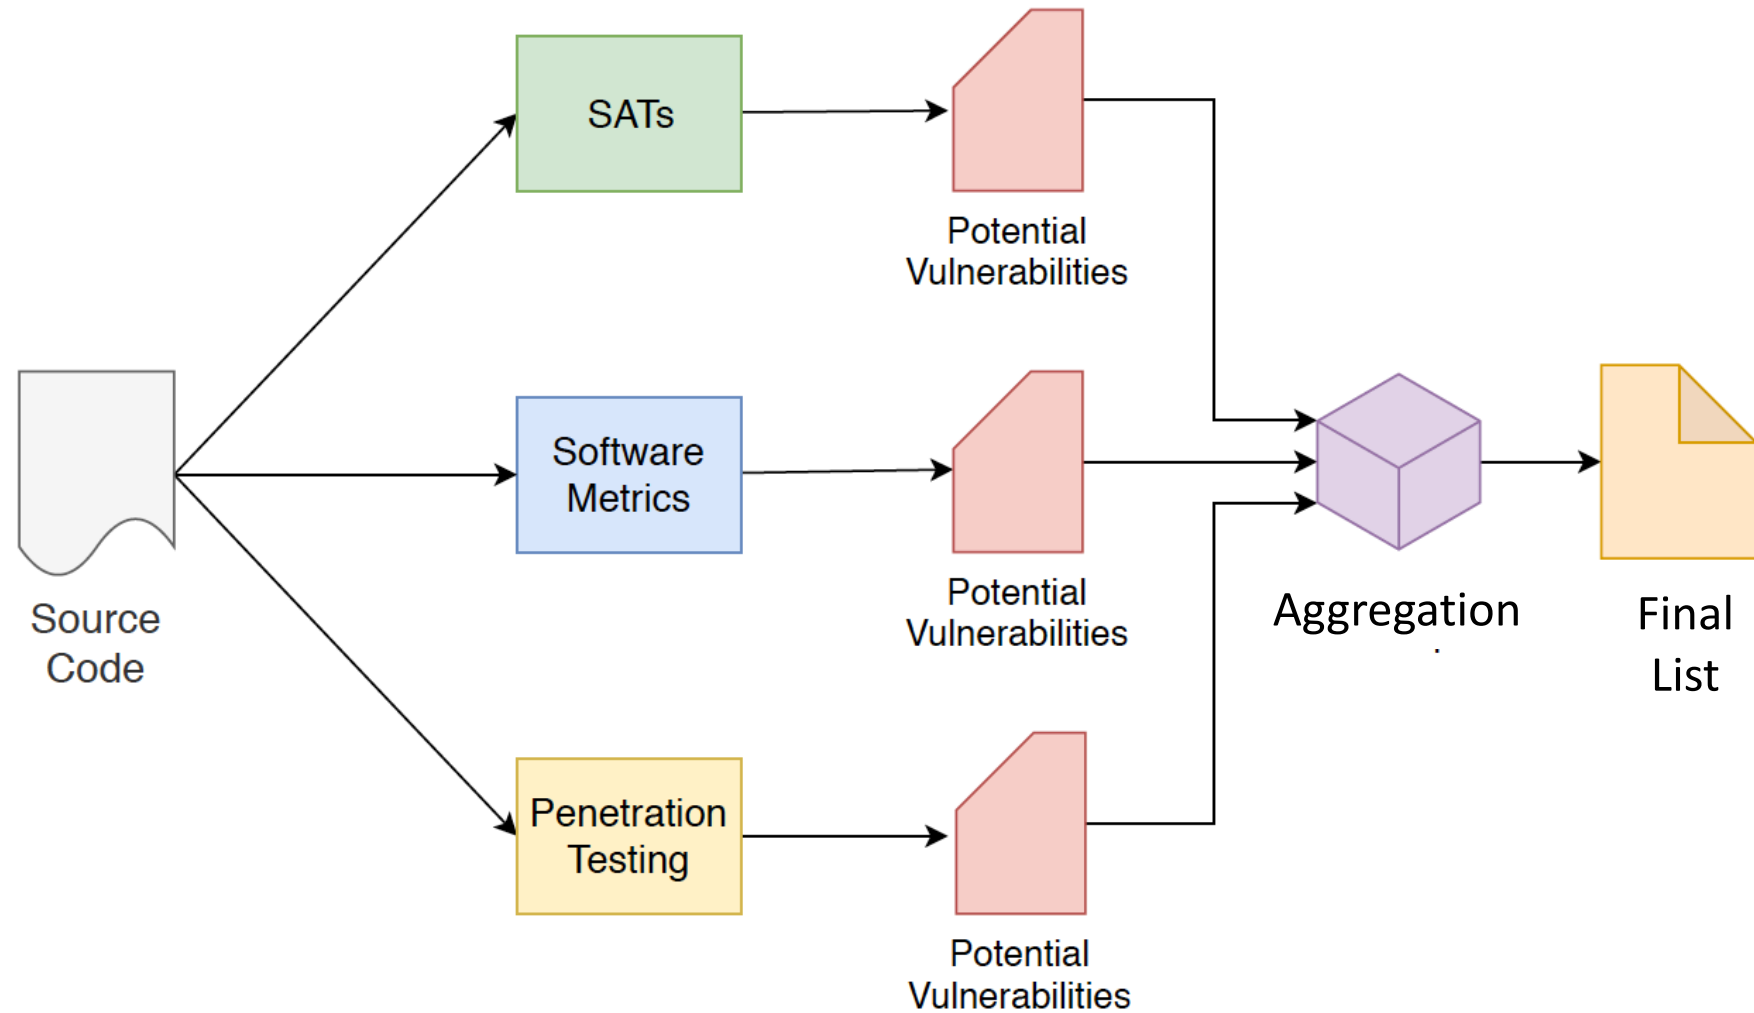 SATs
Potential
Vulnerabilities
Source
Code
Software
Metrics
Potential
Vulnerabilities
Aggregation
Final
List
Penetration
Testing
Potential
Vulnerabilities